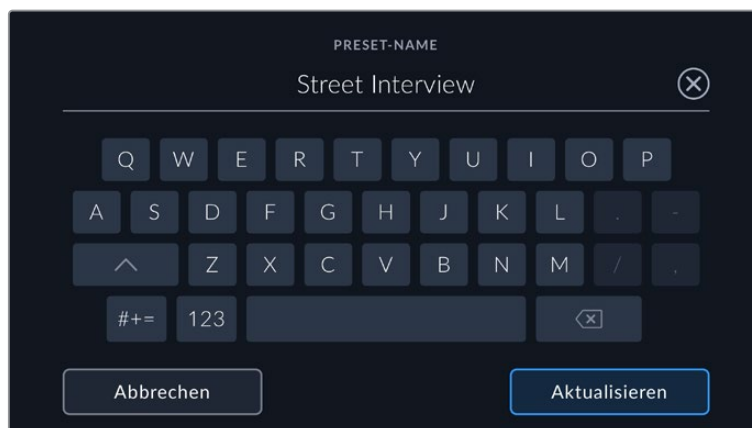 PRESET-NAME
Street Interview
Q W E R T Y U I O P
A S D F G H J K L . -
Z X C V B N M / ,
#+= 123
Abbrechen Aktualisieren